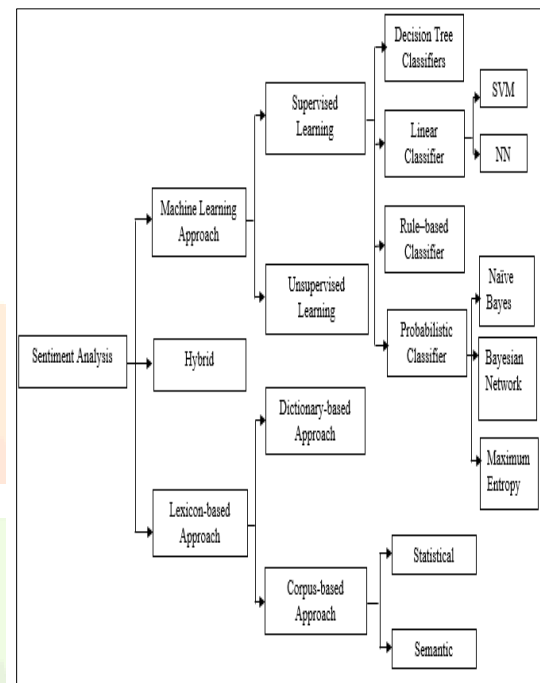 Decision Tree
Classifiers
SVM
Supervised
Learning
Linear
Classifier
NN
Machine Learning
Approach
Rule–based
Classifier
Unsupervised
Learning
Naïve
Bayes
Probabilistic
Classifier
Sentiment Analysis
Hybrid
Bayesian
Network
Dictionary-based
Approach
Maximum
Entropy
Lexicon-based
Approach
Statistical
Corpus-based
Approach
Semantic